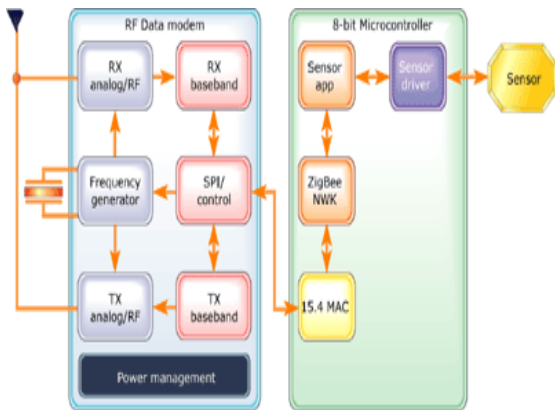 RF Data modem
8-bit Microcontroller
RX
analog/RF
RX
baseband
Sensor
app
Sensor
driver
Sensor
Frequency
generator
SPI/
control
ZigBee
NWK
TX
analog/RF
TX
baseband
15.4 MAC
Power management